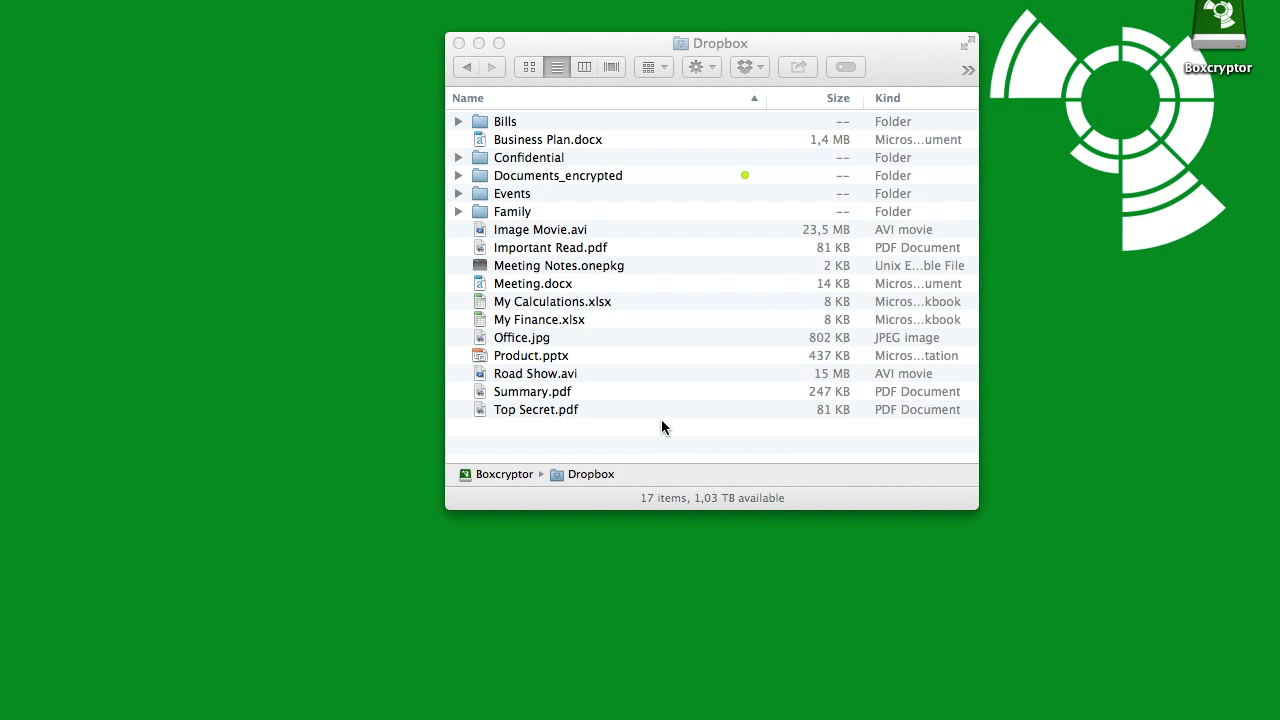 Dropbox
Boxcryptor
Name Size Kind
Bills -- Folder
Business Plan.docx 1,4 MB Micros...ument
Confidential -- Folder
Documents_encrypted -- Folder
Events -- Folder
Family -- Folder
Image Movie.avi 23,5 MB AVI movie
Important Read.pdf 81 KB PDF Document
Meeting Notes.onepkg 2 KB Unix E...ble File
Meeting.docx 14 KB Micros...ument
My Calculations.xlsx 8 KB Micros...kbook
My Finance.xlsx 8 KB Micros...kbook
Office.jpg 802 KB JPEG image
Product.pptx 437 KB Micros...tation
Road Show.avi 15 MB AVI movie
Summary.pdf 247 KB PDF Document
Top Secret.pdf 81 KB PDF Document
Boxcryptor Dropbox
17 items, 1,03 TB available